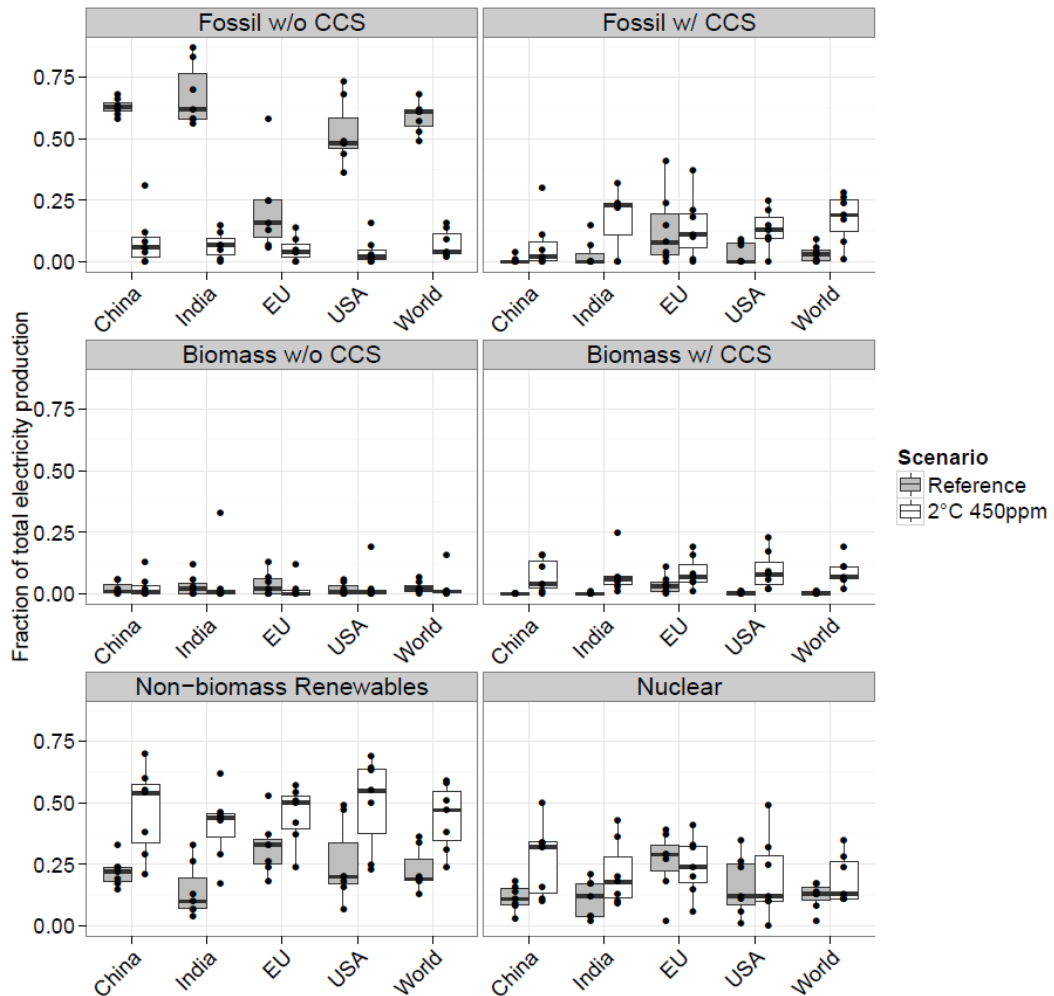 Fossil w/o CCS
Fossil w/ CCS
0.75
0.50
0.25
0.00
China
India
EU
USA
World
China
India
EU
USA
World
Biomass w/o CCS
Biomass w/ CCS
0.75
0.50
0.25
0.00
China
India
EU
USA
World
China
India
EU
USA
World
Non-biomass Renewables
Nuclear
0.75
0.50
0.25
0.00
China
India
EU
USA
World
China
India
EU
USA
World
Fraction of total electricity production
Scenario
Reference
2°C 450ppm